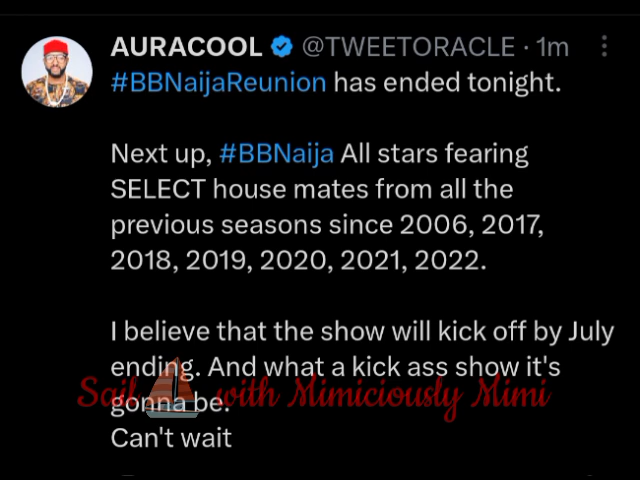 AURACOOL @TWEETORACLE · 1m
#BBNaijaReunion has ended tonight.
Next up, #BBNaija All stars fearing
SELECT house mates from all the
previous seasons since 2006, 2017,
2018, 2019, 2020, 2021, 2022.
I believe that the show will kick off by July
ending. And what a kick ass show it's
Sail with Mimiciously Mimi
gonna be.
Can't wait